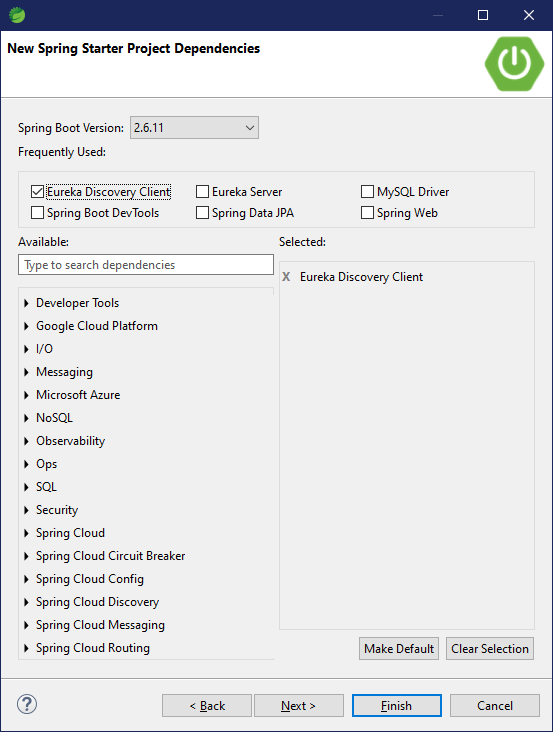 New Spring Starter Project Dependencies
Spring Boot Version: 2.6.11
Frequently Used:
Eureka Discovery Client Eureka Server MySQL Driver
Spring Boot DevTools Spring Data JPA Spring Web
Available: Selected:
Type to search dependencies
X Eureka Discovery Client
Developer Tools
Google Cloud Platform
I/O
Messaging
Microsoft Azure
NoSQL
Observability
Ops
SQL
Security
Spring Cloud
Spring Cloud Circuit Breaker
Spring Cloud Config
Spring Cloud Discovery
Spring Cloud Messaging
Spring Cloud Routing
Make Default Clear Selection
? < Back Next > Finish Cancel